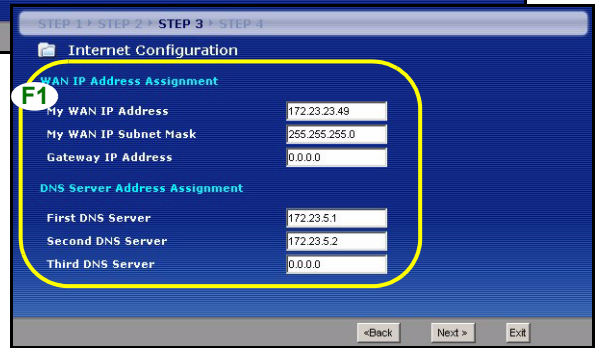 STEP 1 STEP 2 STEP 3 STEP 4
Internet Configuration
WAN IP Address Assignment
F1
My WAN IP Address 172.23.23.49
My WAN IP Subnet Mask 255.255.255.0
Gateway IP Address 0.0.0.0
DNS Server Address Assignment
First DNS Server 172.23.5.1
Second DNS Server 172.23.5.2
Third DNS Server 0.0.0.0
<Back Next > Exit